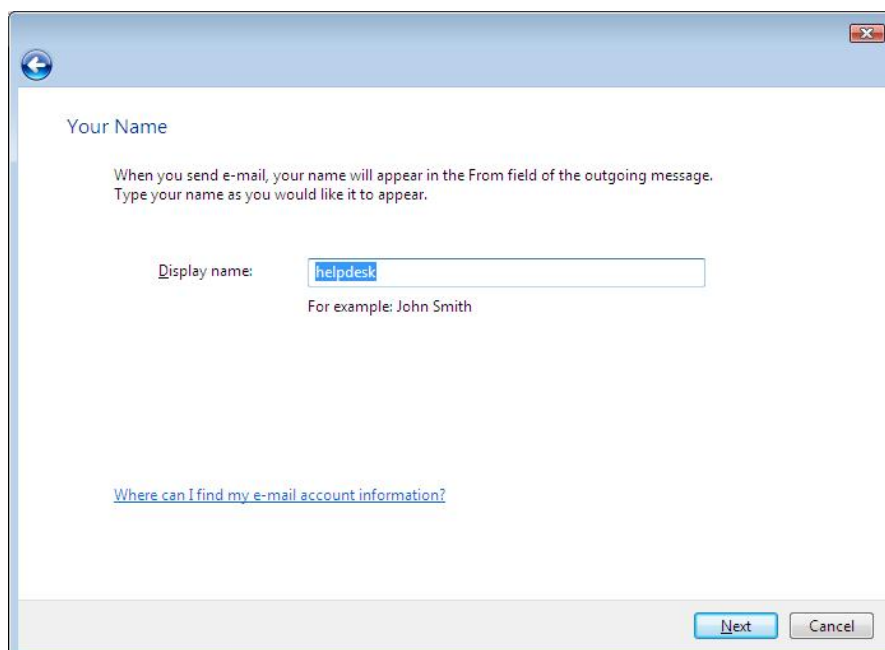 Your Name
When you send e-mail, your name will appear in the From field of the outgoing message.
Type your name as you would like it to appear.
Display name: helpdesk
For example: John Smith
Where can I find my e-mail account information?
Next Cancel